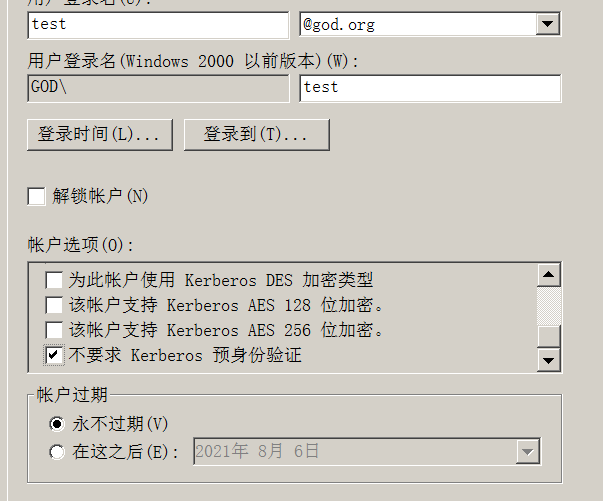 用户登录名(U):
test @god.org
用户登录名(Windows 2000 以前版本)(W):
GOD\ test
登录时间(L)... 登录到(T)...
解锁帐户(N)
帐户选项(O):
为此帐户使用 Kerberos DES 加密类型
该帐户支持 Kerberos AES 128 位加密。
该帐户支持 Kerberos AES 256 位加密。
不要求 Kerberos 预身份验证
帐户过期
永不过期(V)
在这之后(E): 2021年 8月 6日